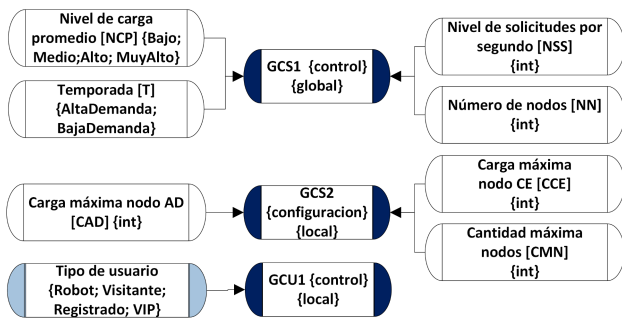 Nivel de carga
promedio [NCP] {Bajo;
Medio;Alto; MuyAlto}
Temporada [T]
{AltaDemanda;
BajaDemanda}
GCS1 {control}
{global}
Nivel de solicitudes por
segundo [NSS]
{int}
Número de nodos [NN]
{int}
Carga máxima nodo AD
[CAD] {int}
GCS2
{configuracion}
{local}
Carga máxima
nodo CE [CCE]
{int}
Cantidad máxima
nodos [CMN]
{int}
Tipo de usuario
{Robot; Visitante;
Registrado; VIP}
GCU1 {control}
{local}